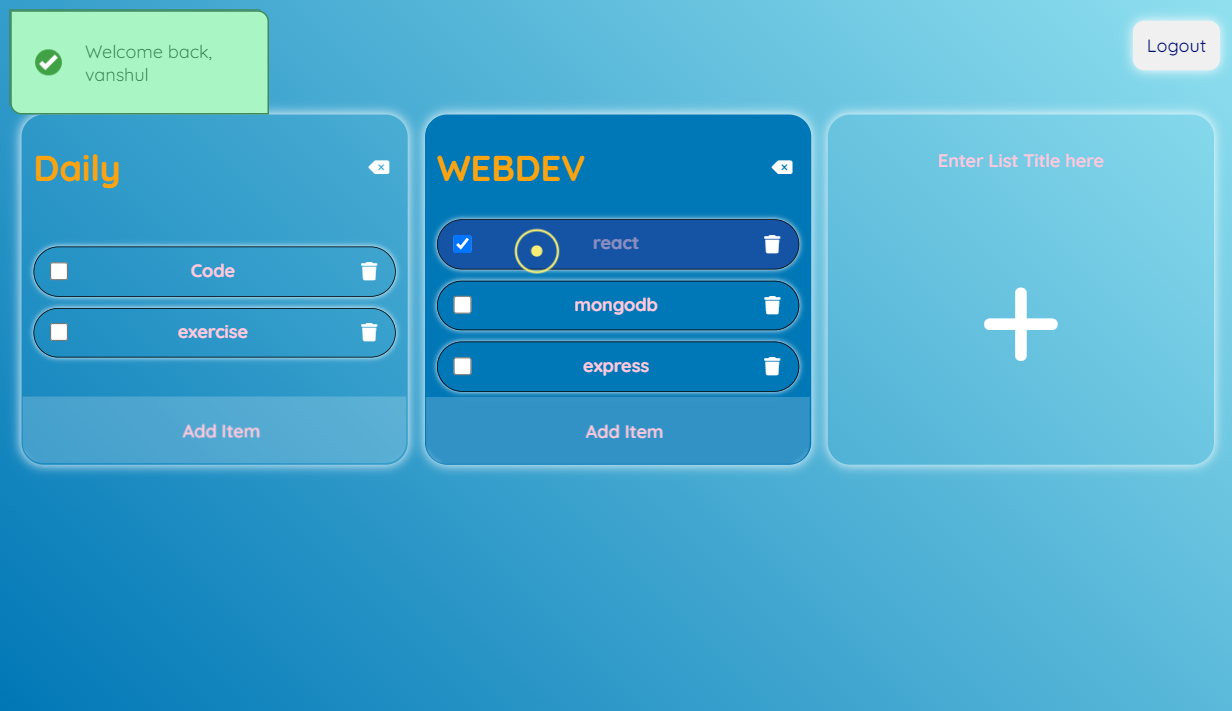 Welcome back,
vanshul
Logout
Daily
Code
exercise
Add Item
WEBDEV
react
mongodb
express
Add Item
Enter List Title here